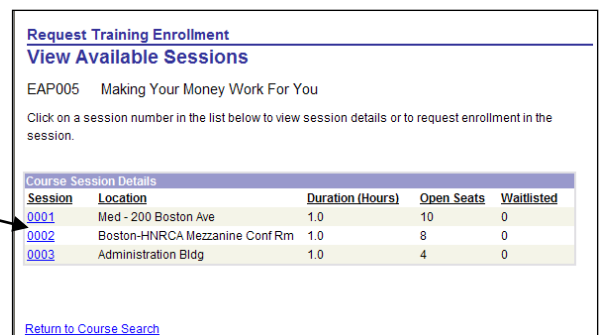 Request Training Enrollment
View Available Sessions
EAP005 Making Your Money Work For You
Click on a session number in the list below to view session details or to request enrollment in the
session.
Course Session Details
Session Location Duration (Hours) Open Seats Waitlisted
0001 Med - 200 Boston Ave 1.0 10 0
0002 Boston-HNRCA Mezzanine Conf Rm 1.0 8 0
0003 Administration Bldg 1.0 4 0
Return to Course Search